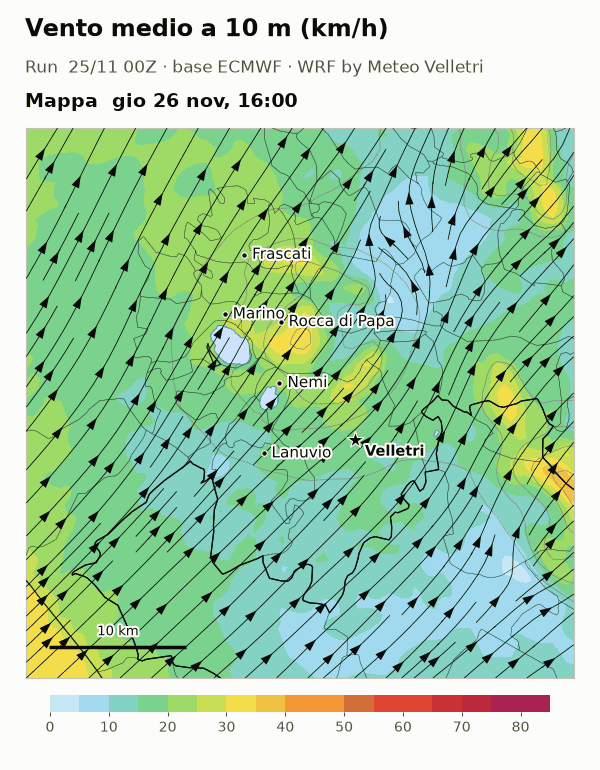 Vento medio a 10 m (km/h)
Run  25/11 00Z · base ECMWF · WRF by Meteo Velletri
Mappa  gio 26 nov, 16:00
Frascati
Marino
Rocca di Papa
Nemi
Velletri
Lanuvio
10 km
0 10 20 30 40 50 60 70 80